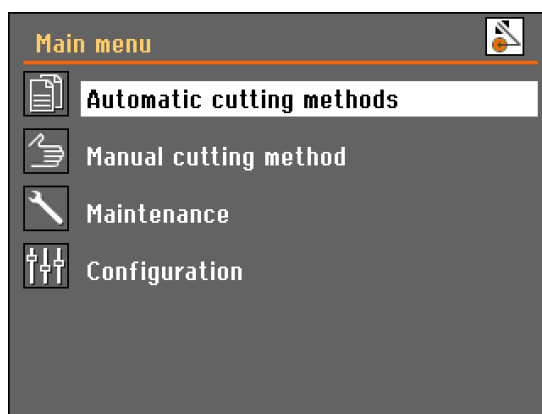 Main menu
Automatic cutting methods
Manual cutting method
Maintenance
Configuration